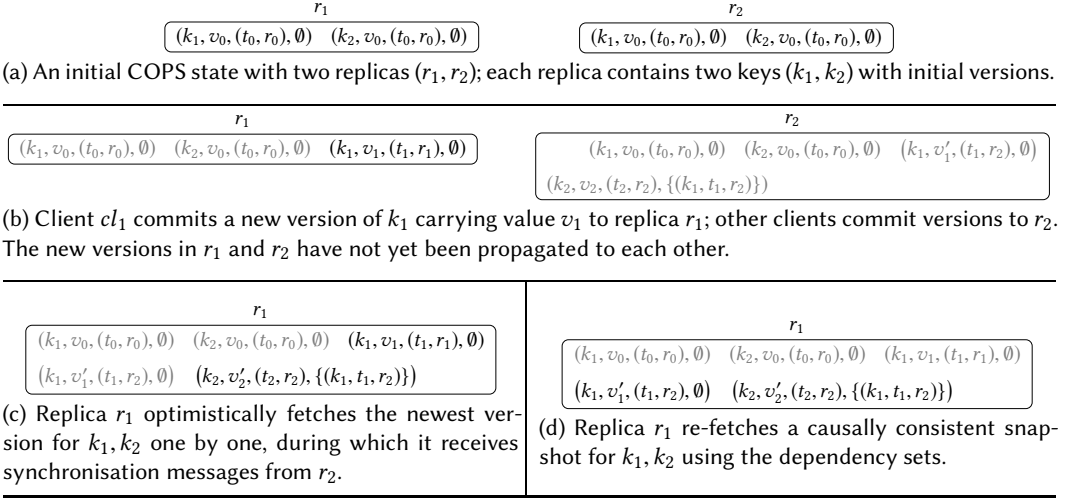 r₁ r₂
(k₁, v₀, (t₀, r₀), ∅) (k₂, v₀, (t₀, r₀), ∅) (k₁, v₀, (t₀, r₀), ∅) (k₂, v₀, (t₀, r₀), ∅)
(a) An initial COPS state with two replicas (r₁, r₂); each replica contains two keys (k₁, k₂) with initial versions.
r₁ r₂
(k₁, v₀, (t₀, r₀), ∅) (k₂, v₀, (t₀, r₀), ∅) (k₁, v₁, (t₁, r₁), ∅)
(k₁, v₀, (t₀, r₀), ∅) (k₂, v₀, (t₀, r₀), ∅) (k₁, v₁′, (t₁, r₂), ∅)
(k₂, v₂, (t₂, r₂), {(k₁, t₁, r₂)})
(b) Client cl₁ commits a new version of k₁ carrying value v₁ to replica r₁; other clients commit versions to r₂.
The new versions in r₁ and r₂ have not yet been propagated to each other.
r₁
(k₁, v₀, (t₀, r₀), ∅) (k₂, v₀, (t₀, r₀), ∅) (k₁, v₁, (t₁, r₁), ∅)
(k₁, v₁′, (t₁, r₂), ∅) (k₂, v₂′, (t₂, r₂), {(k₁, t₁, r₂)})
(c) Replica r₁ optimistically fetches the newest ver-
sion for k₁, k₂ one by one, during which it receives
synchronisation messages from r₂.
r₁
(k₁, v₀, (t₀, r₀), ∅) (k₂, v₀, (t₀, r₀), ∅) (k₁, v₁, (t₁, r₁), ∅)
(k₁, v₁′, (t₁, r₂), ∅) (k₂, v₂′, (t₂, r₂), {(k₁, t₁, r₂)})
(d) Replica r₁ re-fetches a causally consistent snap-
shot for k₁, k₂ using the dependency sets.